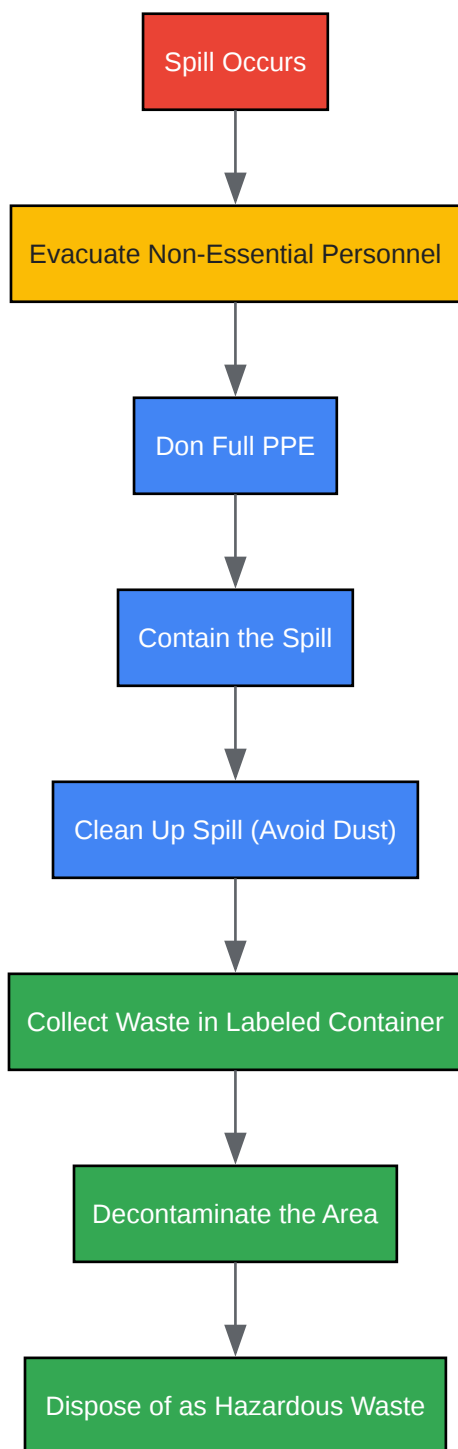 Spill Occurs
Evacuate Non-Essential Personnel
Don Full PPE
Contain the Spill
Clean Up Spill (Avoid Dust)
Collect Waste in Labeled Container
Decontaminate the Area
Dispose of as Hazardous Waste